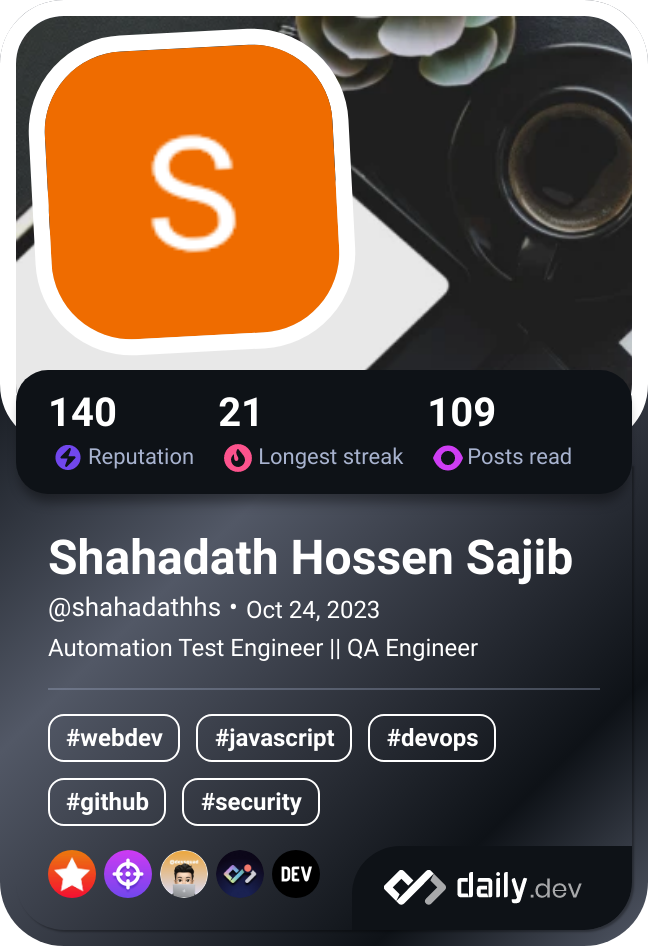 S
140 21 109
Reputation Longest streak Posts read
Shahadath Hossen Sajib
@shahadathhs • Oct 24, 2023
Automation Test Engineer || QA Engineer
#webdev #javascript #devops
#github #security
DEV daily.dev